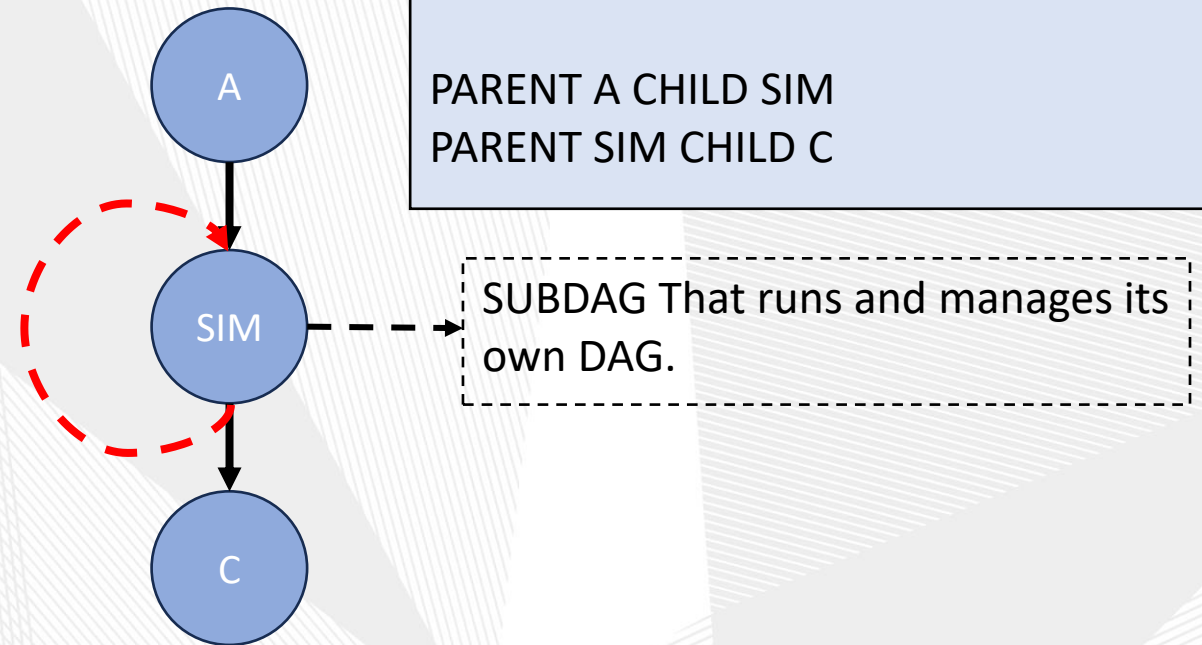 A
PARENT A CHILD SIM
PARENT SIM CHILD C
SUBDAG That runs and manages its
own DAG.
SIM
C